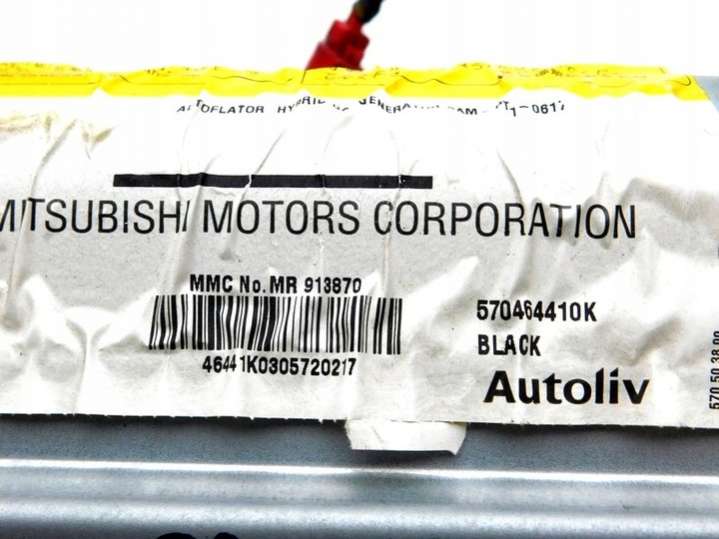 MITSUBISHI MOTORS CORPORATION
MMC No. MR 913870
46441K0305720217
570464410K
BLACK
Autoliv